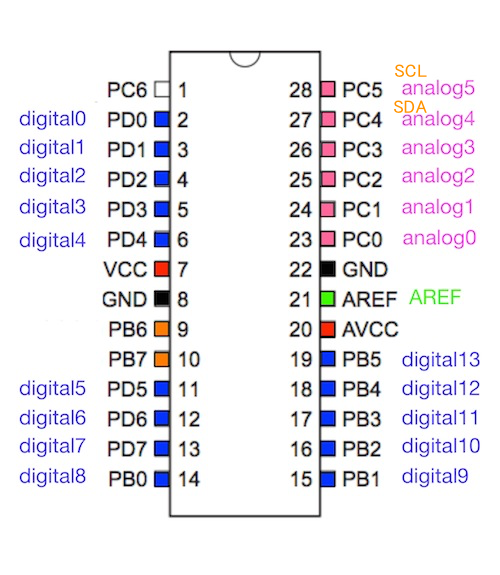 SCL
PC6 1 28 PC5 analog5
SDA
digital0 PD0 2 27 PC4 analog4
digital1 PD1 3 26 PC3 analog3
digital2 PD2 4 25 PC2 analog2
digital3 PD3 5 24 PC1 analog1
digital4 PD4 6 23 PC0 analog0
VCC 7 22 GND
GND 8 21 AREF AREF
PB6 9 20 AVCC
PB7 10 19 PB5 digital13
digital5 PD5 11 18 PB4 digital12
digital6 PD6 12 17 PB3 digital11
digital7 PD7 13 16 PB2 digital10
digital8 PB0 14 15 PB1 digital9